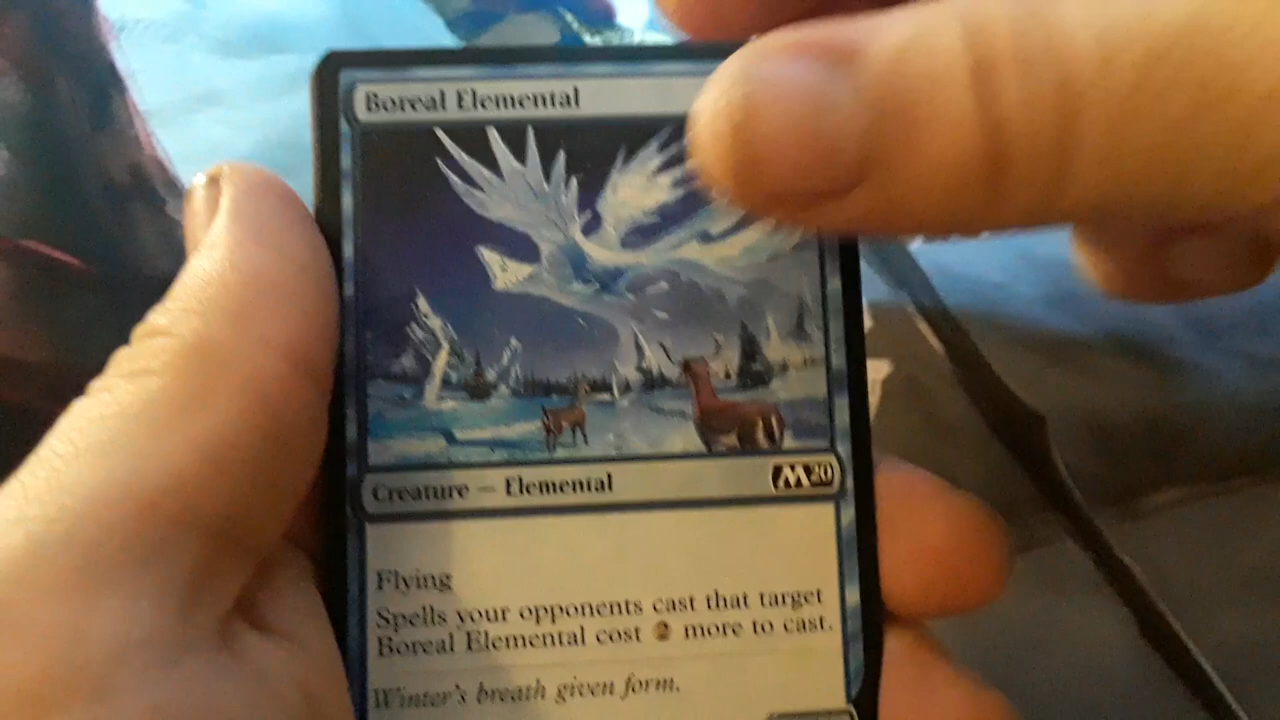 Boreal Elemental
Creature — Elemental M20
Flying
Spells your opponents cast that target
Boreal Elemental cost 2 more to cast.
Winter's breath given form.